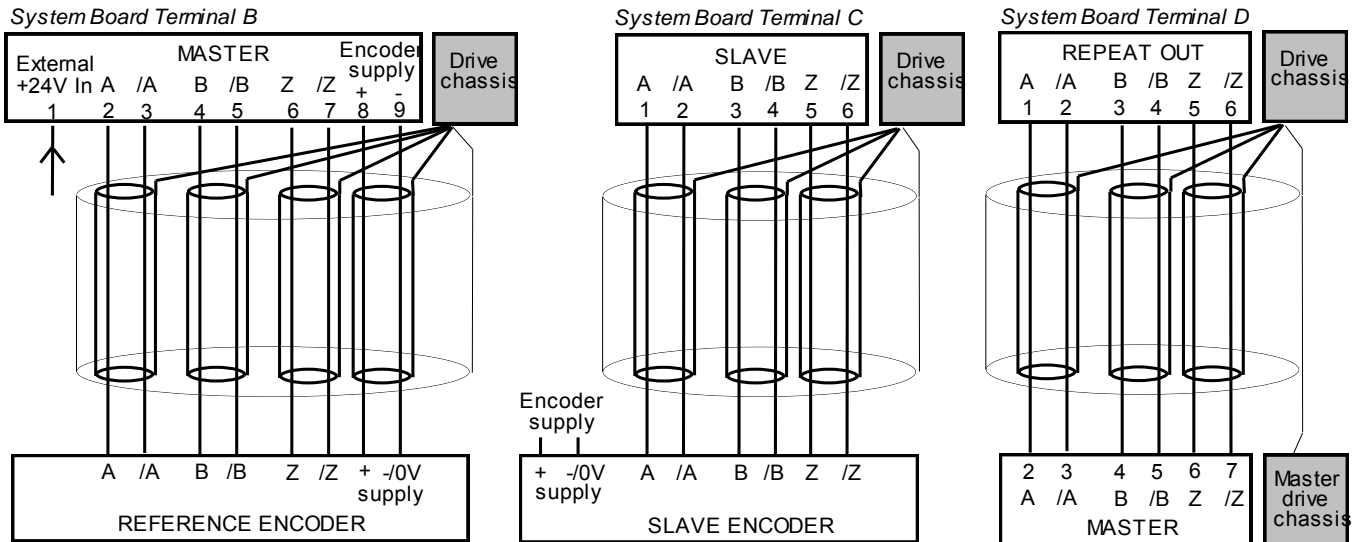 System Board Terminal B
MASTER
External
+24V In
A /A B /B Z /Z
Encoder
supply
+ -
1 2 3 4 5 6 7 8 9
Drive
chassis
A /A B /B Z /Z + -/0V
supply
REFERENCE ENCODER
System Board Terminal C
SLAVE
A /A B /B Z /Z
1 2 3 4 5 6
Drive
chassis
Encoder
supply
+ -/0V
supply
A /A B /B Z /Z
SLAVE ENCODER
System Board Terminal D
REPEAT OUT
A /A B /B Z /Z
1 2 3 4 5 6
Drive
chassis
2 3 4 5 6 7
A /A B /B Z /Z
MASTER
Master
drive
chassis